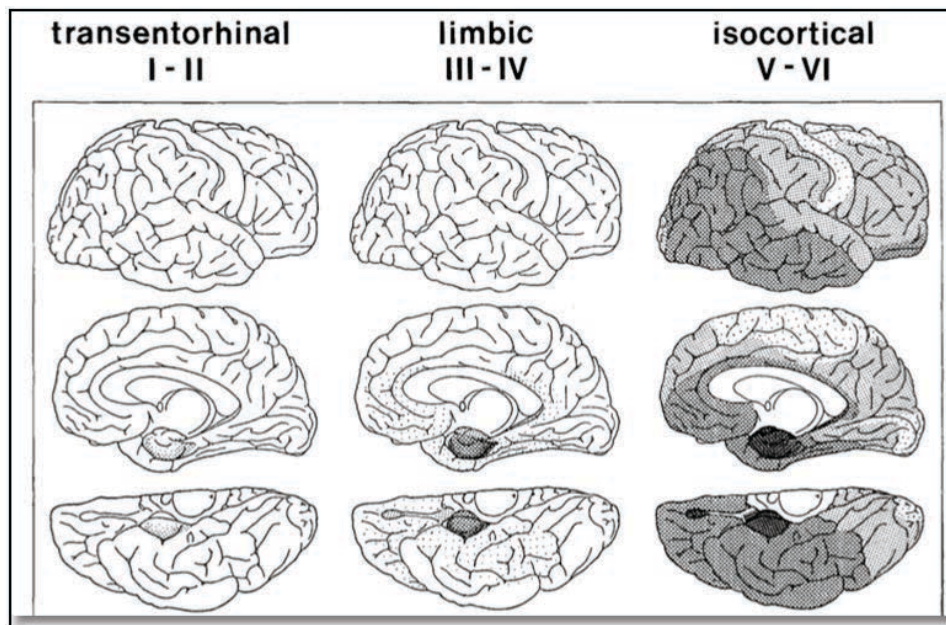 transentorhinal
I - II
limbic
III - IV
isocortical
V - VI